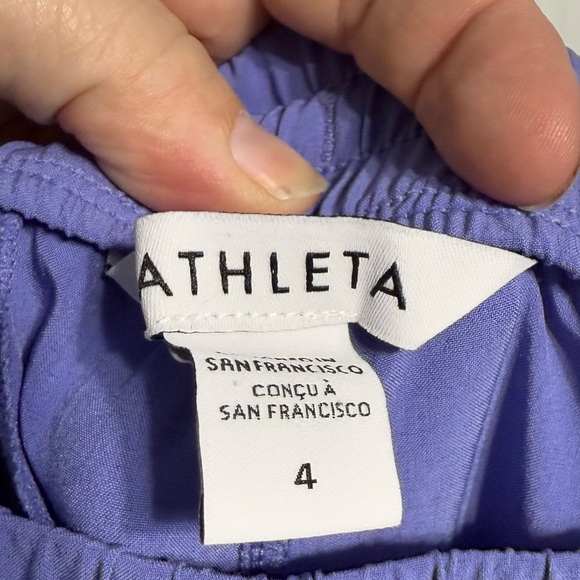 ATHLETA
SAN FRANCISCO
CONÇU À
SAN FRANCISCO
4